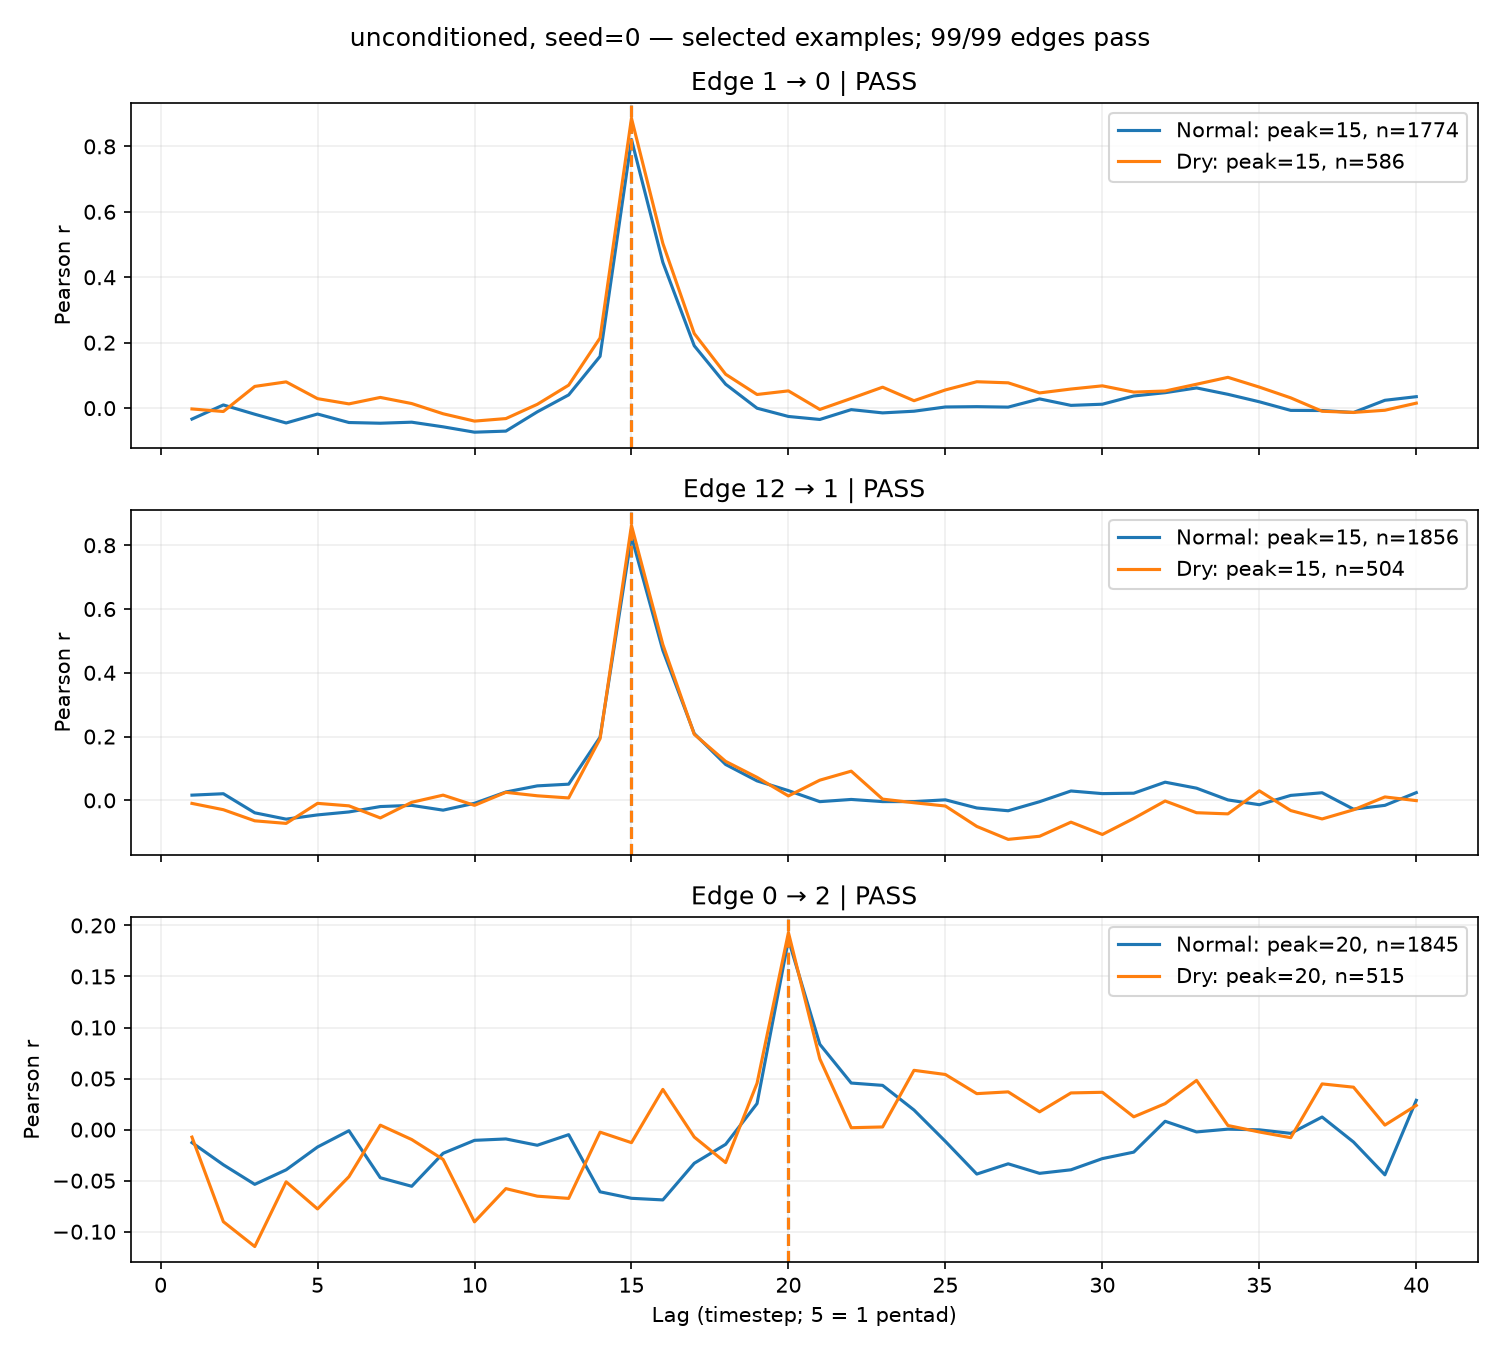 unconditioned, seed=0 — selected examples; 99/99 edges pass
Edge 1 → 0 | PASS
Normal: peak=15, n=1774
Dry: peak=15, n=586
0.8
0.6
0.4
0.2
0.0
Pearson r
Edge 12 → 1 | PASS
Normal: peak=15, n=1856
Dry: peak=15, n=504
0.8
0.6
0.4
0.2
0.0
Pearson r
Edge 0 → 2 | PASS
Normal: peak=20, n=1845
Dry: peak=20, n=515
0.20
0.15
0.10
0.05
0.00
−0.05
−0.10
Pearson r
0 5 10 15 20 25 30 35 40
Lag (timestep; 5 = 1 pentad)